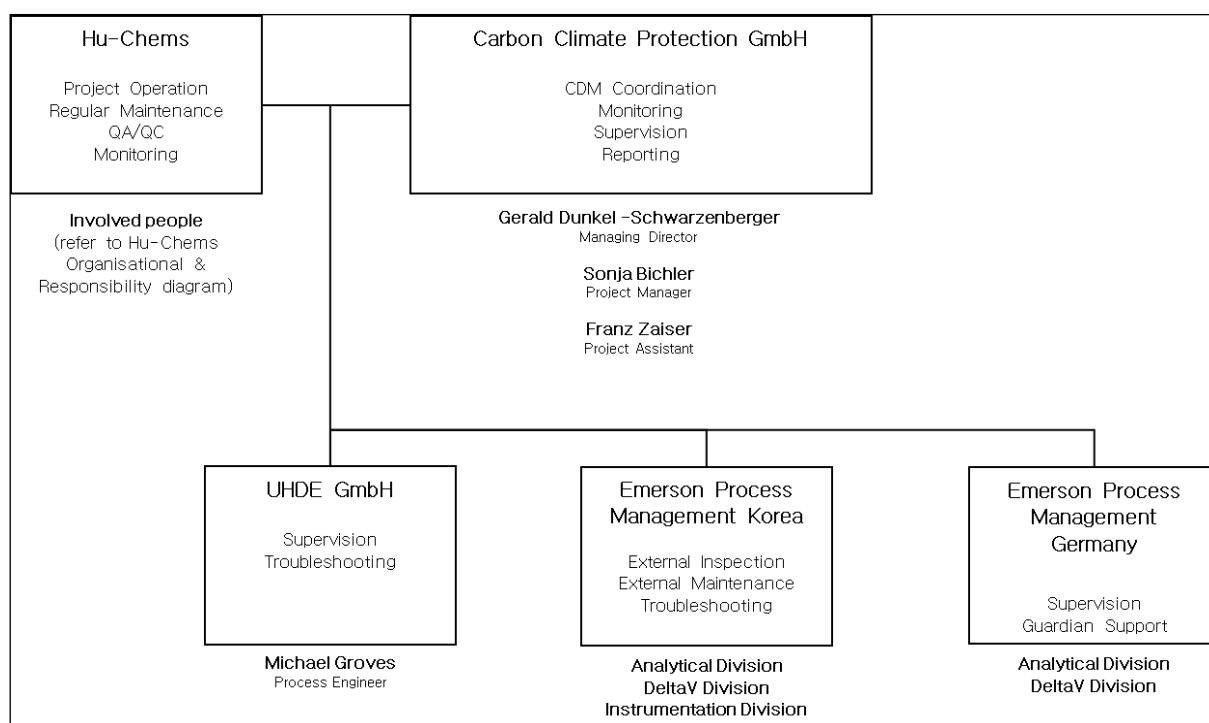 Hu-Chems
Project Operation
Regular Maintenance
QA/QC
Monitoring
Involved people
(refer to Hu-Chems
Organisational &
Responsibility diagram)
Carbon Climate Protection GmbH
CDM Coordination
Monitoring
Supervision
Reporting
Gerald Dunkel -Schwarzenberger
Managing Director
Sonja Bichler
Project Manager
Franz Zaiser
Project Assistant
UHDE GmbH
Supervision
Troubleshooting
Michael Groves
Process Engineer
Emerson Process
Management Korea
External Inspection
External Maintenance
Troubleshooting
Analytical Division
DeltaV Division
Instrumentation Division
Emerson Process
Management
Germany
Supervision
Guardian Support
Analytical Division
DeltaV Division